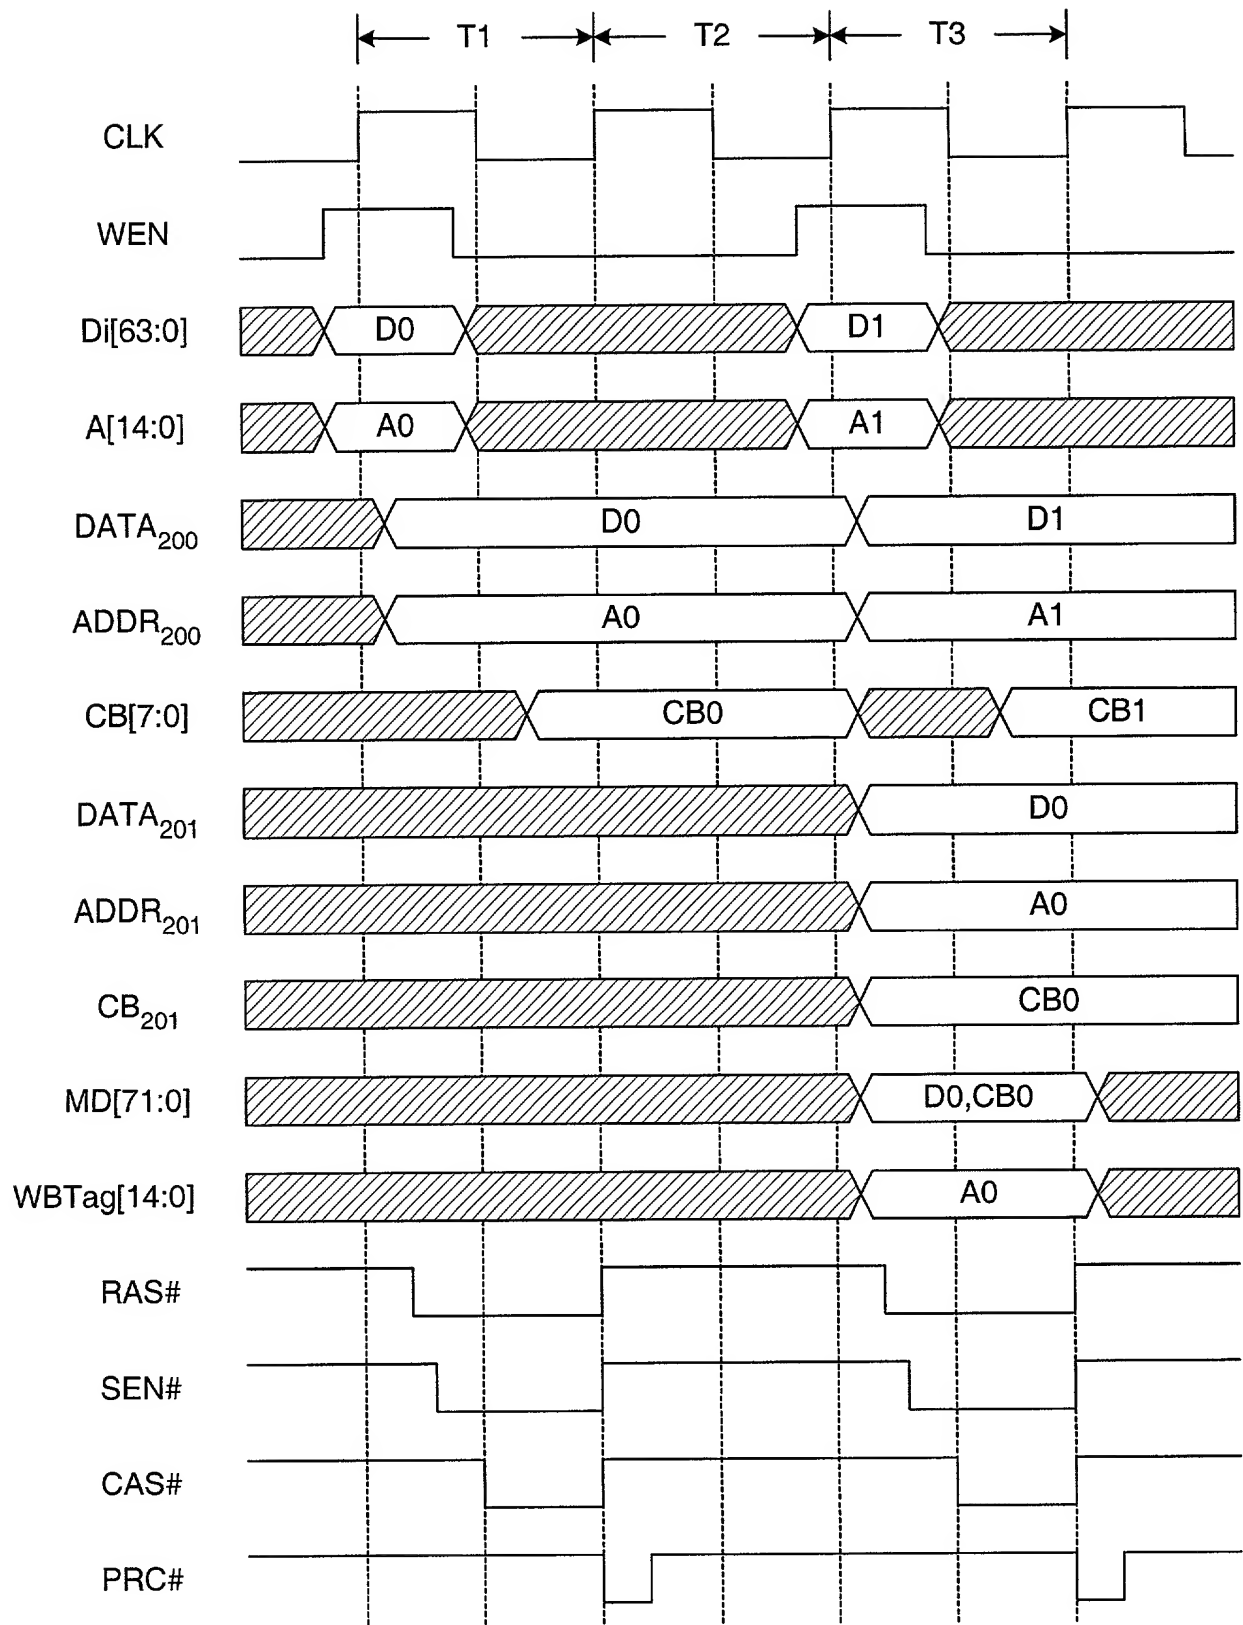 T1 T2 T3
CLK
WEN
Di[63:0] D0 D1
A[14:0] A0 A1
DATA200 D0 D1
ADDR200 A0 A1
CB[7:0] CB0 CB1
DATA201 D0
ADDR201 A0
CB201 CB0
MD[71:0] D0,CB0
WBTag[14:0] A0
RAS#
SEN#
CAS#
PRC#